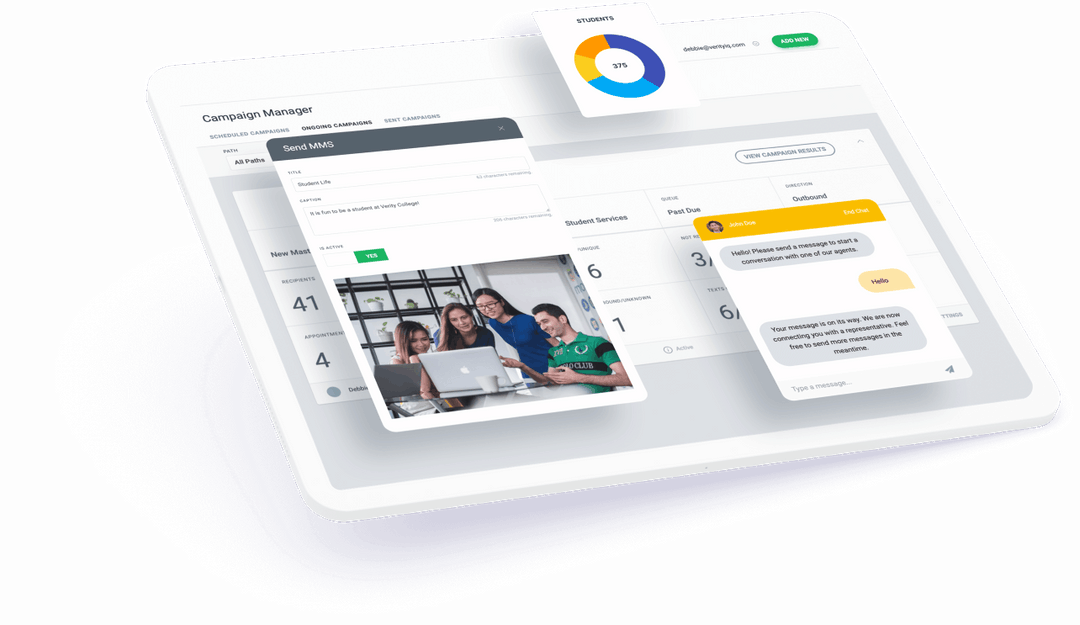 STUDENTS
375
debbie@verityiq.com
ADD NEW
Campaign Manager
SCHEDULED CAMPAIGNS
ONGOING CAMPAIGNS
SENT CAMPAIGNS
PATH
All Paths
Send MMS
TITLE
Student Life
63 characters remaining
CAPTION
It is fun to be a student at Verity College!
characters remaining
IS ACTIVE
YES
VIEW CAMPAIGN RESULTS
Student Services
QUEUE
Past Due
DIRECTION
Outbound
New Mast
RECIPIENTS
41
APPOINTMENT
4
Debbi
UNIQUE
6
OUND/UNKNOWN
1
NOT RE
3/
TEXTS
6/
Active
TTINGS
John Doe
End Chat
Hello! Please send a message to start a
conversation with one of our agents.
Hello
Your message is on its way. We are now
connecting you with a representative. Feel
free to send more messages in the
meantime.
Type a message...
CLUB